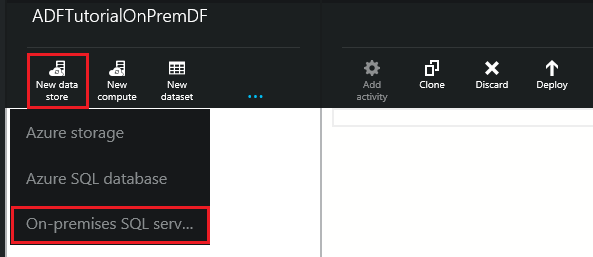 ADFTutorialOnPremDF
New data
store
New
compute
New
dataset
...
Add
activity
Clone
Discard
Deploy
Azure storage
Azure SQL database
On-premises SQL serv...